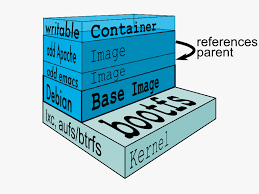 writable Container
add Apache Image
add emacs Image
Debian Base Image
bootfs
lxc, aufs/btrfs Kernel
references
parent